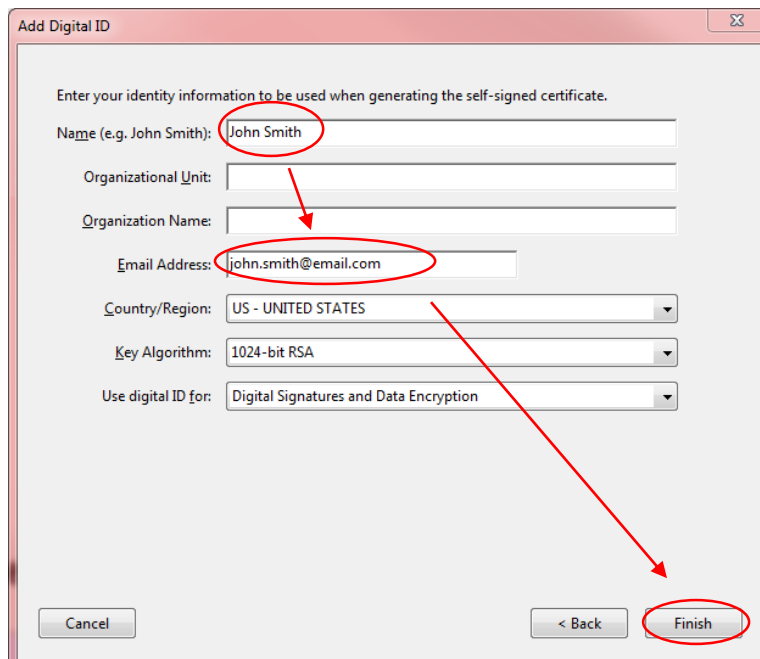 Add Digital ID
Enter your identity information to be used when generating the self-signed certificate.
Name (e.g. John Smith): John Smith
Organizational Unit:
Organization Name:
Email Address: john.smith@email.com
Country/Region: US - UNITED STATES
Key Algorithm: 1024-bit RSA
Use digital ID for: Digital Signatures and Data Encryption
Cancel < Back Finish